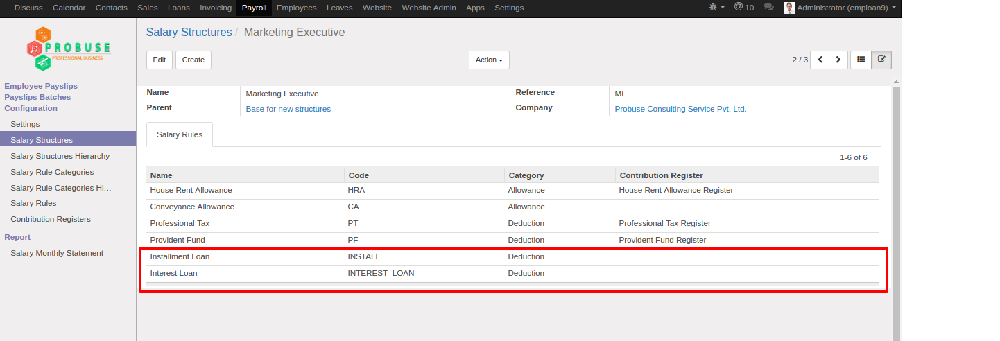 Discuss Calendar Contacts Sales Loans Invoicing Payroll Employees Leaves Website Website Admin Apps Settings @ 10 Administrator (emploan9)
PROBUSE
PROFESSIONAL BUSINESS
Employee Payslips
Payslips Batches
Configuration
Settings
Salary Structures
Salary Structures Hierarchy
Salary Rule Categories
Salary Rule Categories Hi...
Salary Rules
Contribution Registers
Report
Salary Monthly Statement
Salary Structures / Marketing Executive
Edit Create Action 2 / 3
Name Marketing Executive Reference ME
Parent Base for new structures Company Probuse Consulting Service Pvt. Ltd.
Salary Rules
1-6 of 6
Name Code Category Contribution Register
House Rent Allowance HRA Allowance House Rent Allowance Register
Conveyance Allowance CA Allowance
Professional Tax PT Deduction Professional Tax Register
Provident Fund PF Deduction Provident Fund Register
Installment Loan INSTALL Deduction
Interest Loan INTEREST_LOAN Deduction